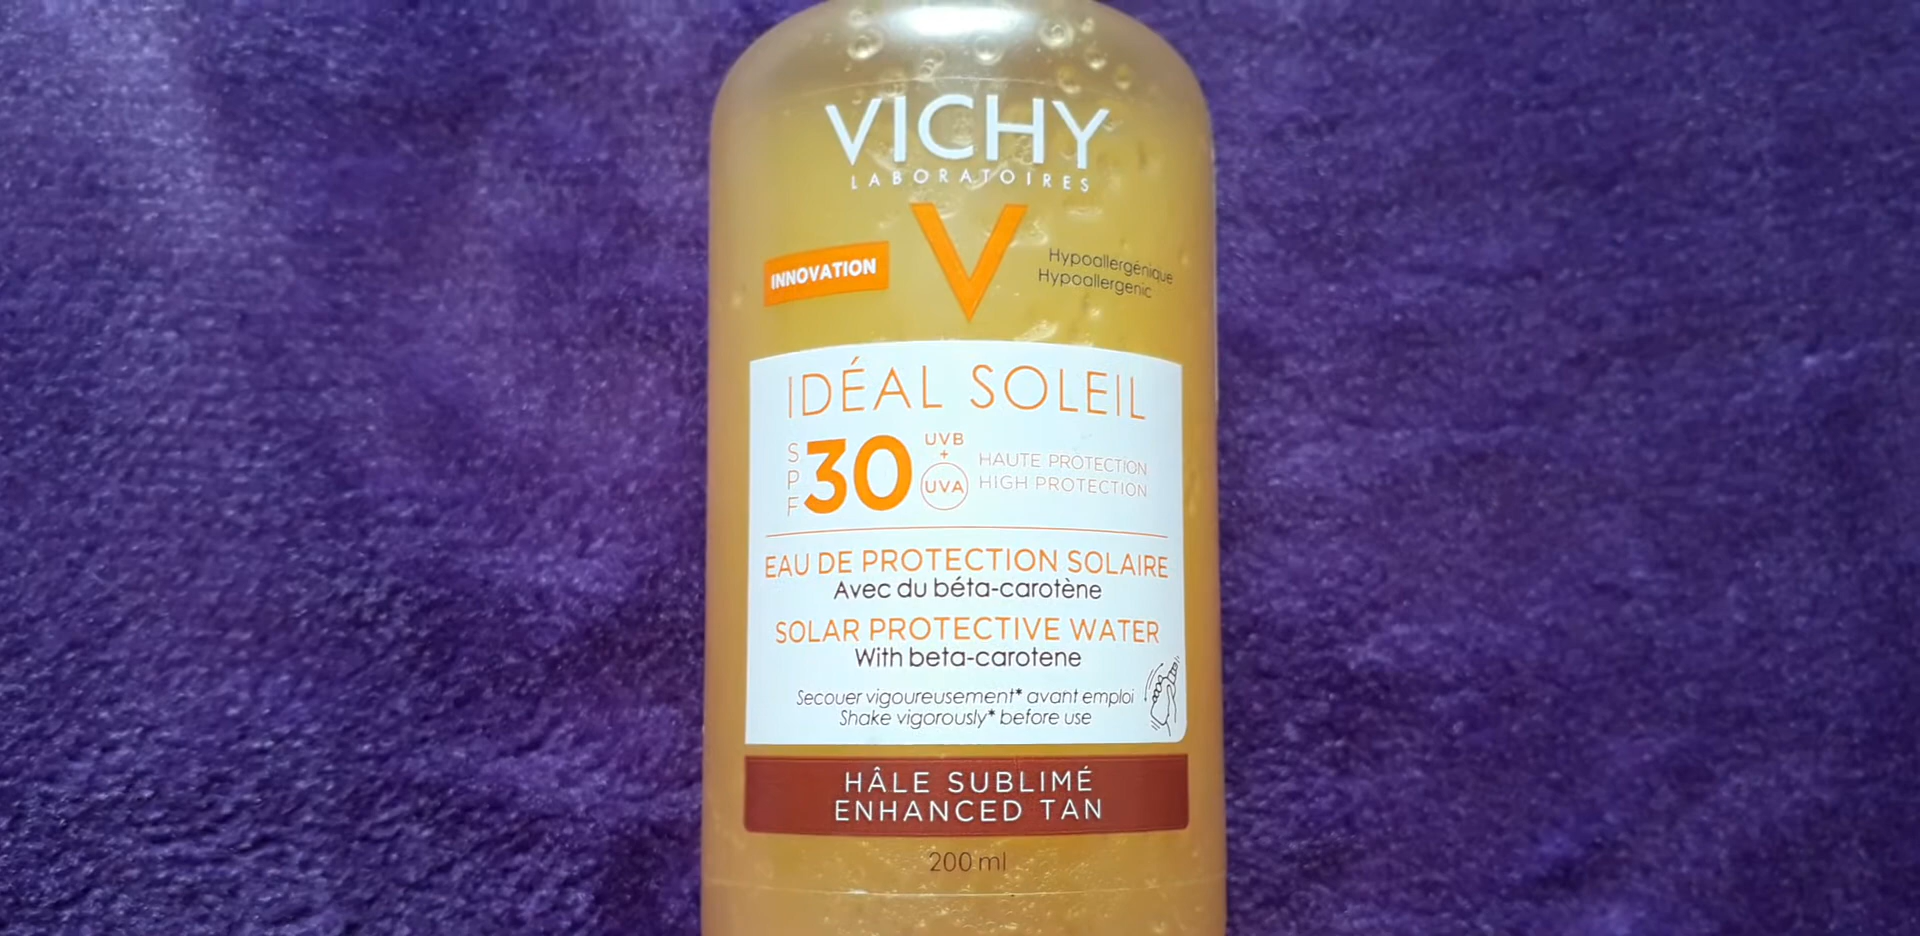 VICHY
LABORATOIRES
INNOVATION
Hypoallergénique
Hypoallergenic
IDÉAL SOLEIL
SPF 30 UVB + UVA
HAUTE PROTECTION
HIGH PROTECTION
EAU DE PROTECTION SOLAIRE
Avec du béta-carotène
SOLAR PROTECTIVE WATER
With beta-carotene
Secouer vigoureusement* avant emploi
Shake vigorously* before use
HÂLE SUBLIMÉ
ENHANCED TAN
200 ml